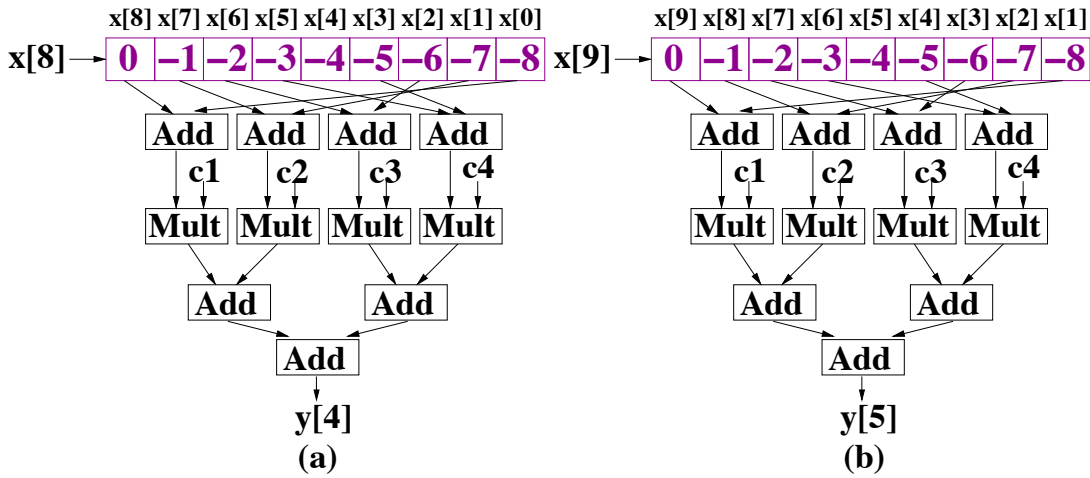 x[8] x[7] x[6] x[5] x[4] x[3] x[2] x[1] x[0]
x[8] 0 −1 −2 −3 −4 −5 −6 −7 −8
Add Add Add Add
c1 c2 c3 c4
Mult Mult Mult Mult
Add Add
Add
y[4]
(a)
x[9] x[8] x[7] x[6] x[5] x[4] x[3] x[2] x[1]
x[9] 0 −1 −2 −3 −4 −5 −6 −7 −8
Add Add Add Add
c1 c2 c3 c4
Mult Mult Mult Mult
Add Add
Add
y[5]
(b)